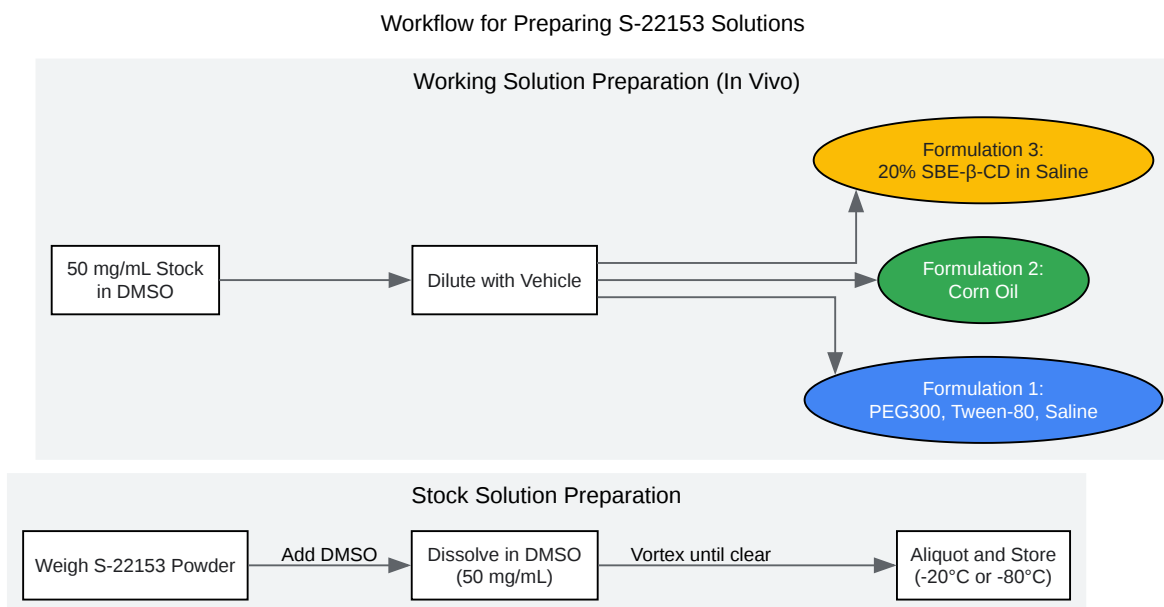 Workflow for Preparing S-22153 Solutions
Working Solution Preparation (In Vivo)
Formulation 3:
20% SBE-β-CD in Saline
50 mg/mL Stock
in DMSO
Dilute with Vehicle
Formulation 2:
Corn Oil
Formulation 1:
PEG300, Tween-80, Saline
Stock Solution Preparation
Weigh S-22153 Powder
Add DMSO
Dissolve in DMSO
(50 mg/mL)
Vortex until clear
Aliquot and Store
(-20°C or -80°C)